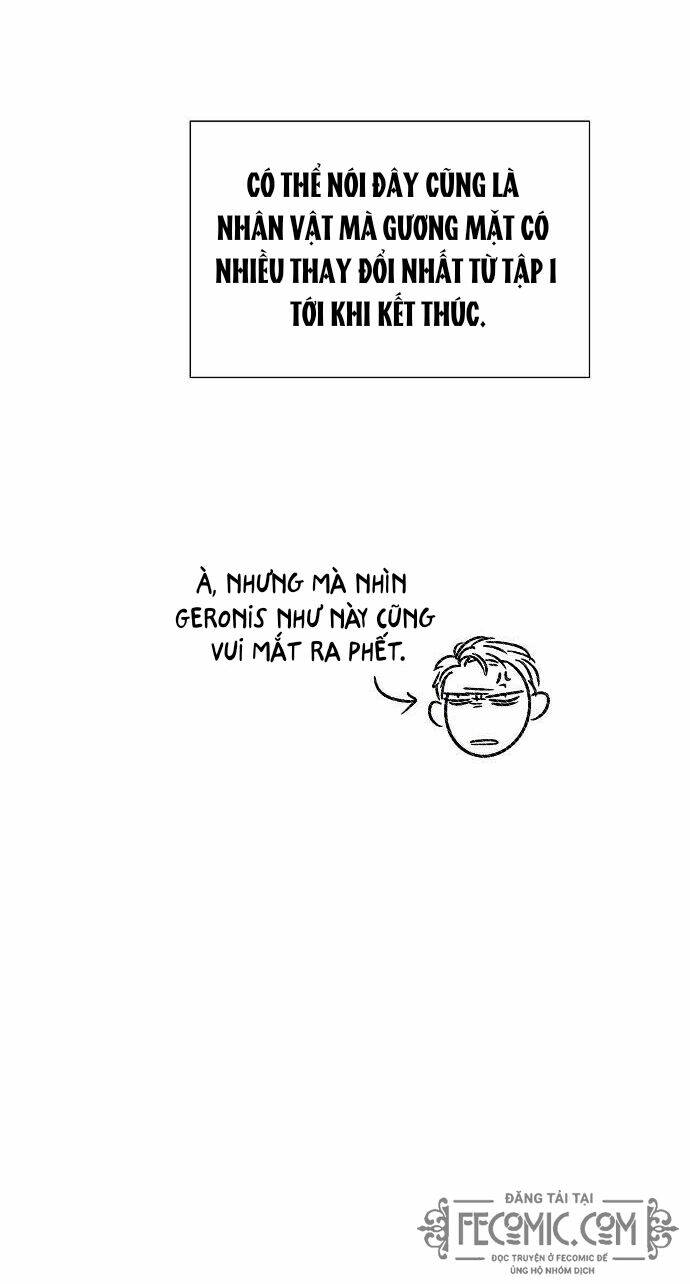 CÓ THỂ NÓI ĐÂY CŨNG LÀ
NHÂN VẬT MÀ GƯƠNG MẶT CÓ
NHIỀU THAY ĐỔI NHẤT TỪ TẬP 1
TỚI KHI KẾT THÚC.
À, NHƯNG MÀ NHÌN
GERONIS NHƯ NÀY CŨNG
VUI MẮT RA PHẾT.
ĐĂNG TẢI TẠI
FECOMIC.COM
ĐỌC TRUYỆN Ở FECOMIC ĐỂ
ỦNG HỘ NHÓM DỊCH